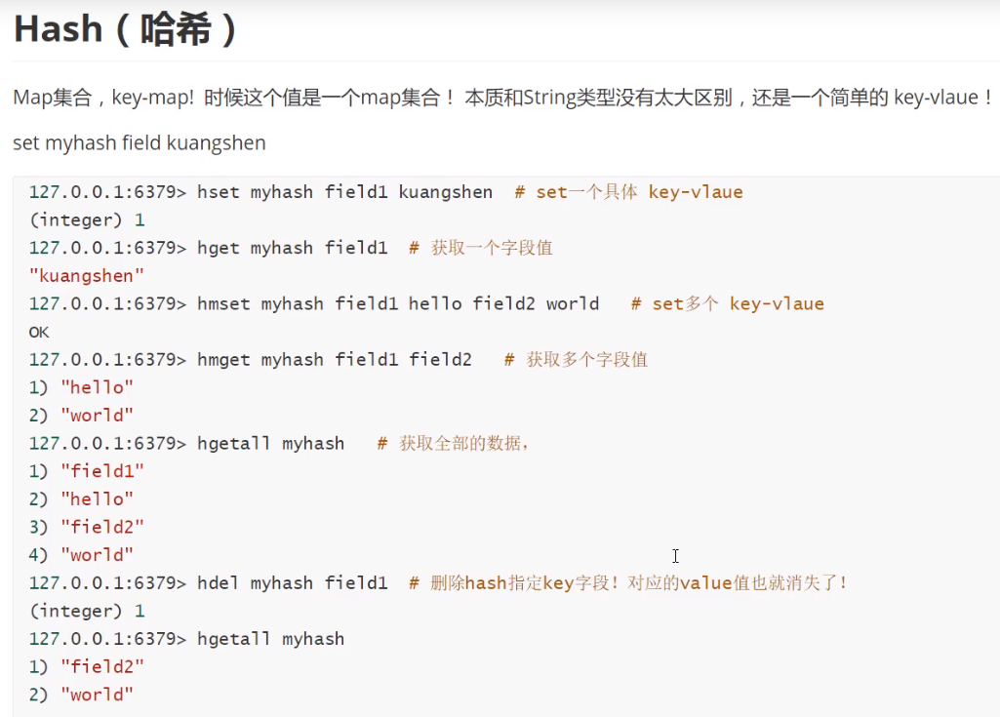 Hash（哈希）
Map集合，key-map! 时候这个值是一个map集合！ 本质和String类型没有太大区别，还是一个简单的 key-vlaue！
set myhash field kuangshen
127.0.0.1:6379> hset myhash field1 kuangshen  # set一个具体 key-vlaue
(integer) 1
127.0.0.1:6379> hget myhash field1  # 获取一个字段值
"kuangshen"
127.0.0.1:6379> hmset myhash field1 hello field2 world   # set多个 key-vlaue
OK
127.0.0.1:6379> hmget myhash field1 field2   # 获取多个字段值
1) "hello"
2) "world"
127.0.0.1:6379> hgetall myhash   # 获取全部的数据，
1) "field1"
2) "hello"
3) "field2"
4) "world"
127.0.0.1:6379> hdel myhash field1  # 删除hash指定key字段！对应的value值也就消失了！
(integer) 1
127.0.0.1:6379> hgetall myhash
1) "field2"
2) "world"